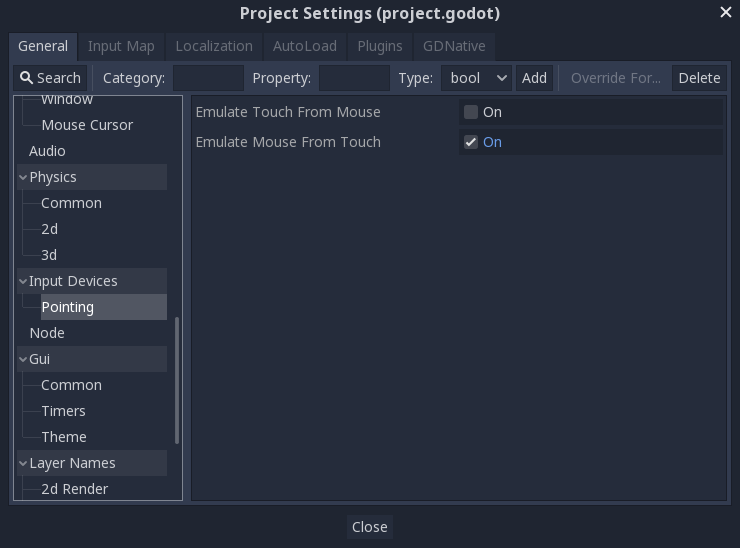 Project Settings (project.godot)
General Input Map Localization AutoLoad Plugins GDNative
Search Category: Property: Type: bool Add Override For... Delete
Window
Mouse Cursor
Audio
Physics
Common
2d
3d
Input Devices
Pointing
Node
Gui
Common
Timers
Theme
Layer Names
2d Render
Emulate Touch From Mouse On
Emulate Mouse From Touch On
Close